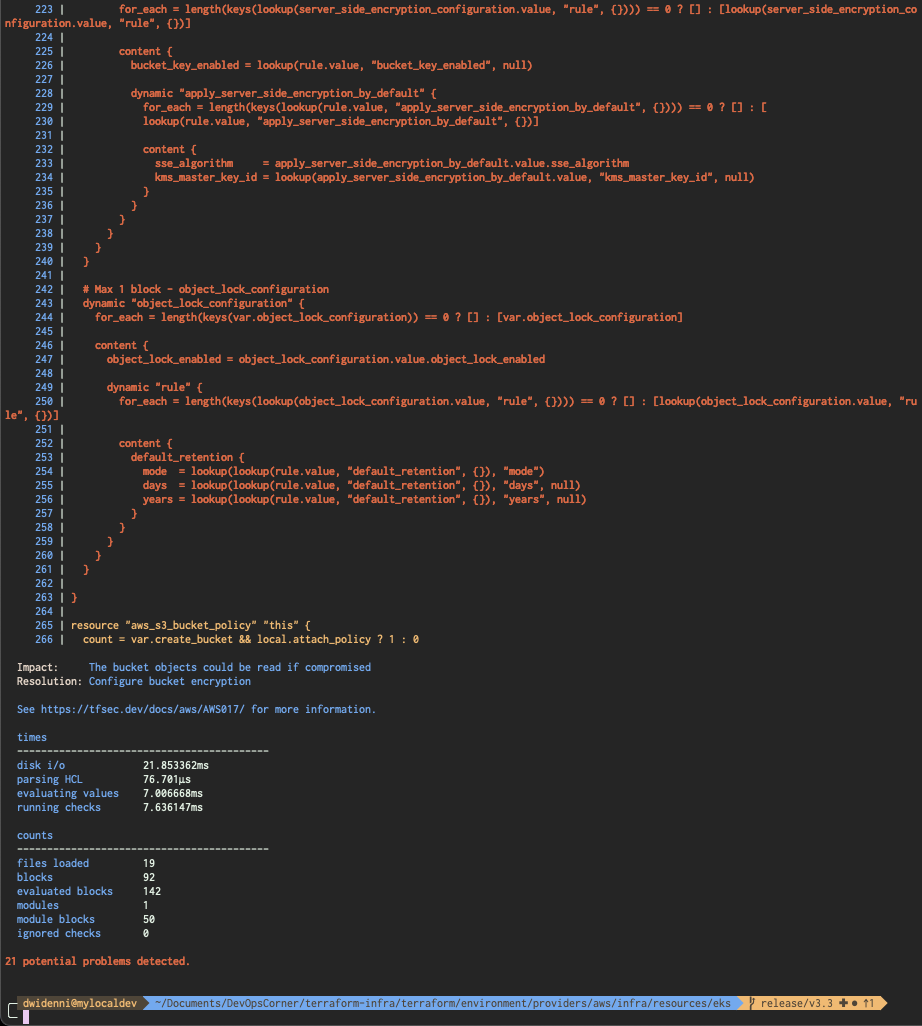 223 |         for_each = length(keys(lookup(server_side_encryption_configuration.value, "rule", {}))) == 0 ? [] : [lookup(server_side_encryption_co
nfiguration.value, "rule", {})]
224 |
225 |         content {
226 |           bucket_key_enabled = lookup(rule.value, "bucket_key_enabled", null)
227 |
228 |           dynamic "apply_server_side_encryption_by_default" {
229 |             for_each = length(keys(lookup(rule.value, "apply_server_side_encryption_by_default", {}))) == 0 ? [] : [
230 |             lookup(rule.value, "apply_server_side_encryption_by_default", {})]
231 |
232 |             content {
233 |               sse_algorithm     = apply_server_side_encryption_by_default.value.sse_algorithm
234 |               kms_master_key_id = lookup(apply_server_side_encryption_by_default.value, "kms_master_key_id", null)
235 |             }
236 |           }
237 |         }
238 |       }
239 |     }
240 |   }
241 |
242 |   # Max 1 block - object_lock_configuration
243 |   dynamic "object_lock_configuration" {
244 |     for_each = length(keys(var.object_lock_configuration)) == 0 ? [] : [var.object_lock_configuration]
245 |
246 |     content {
247 |       object_lock_enabled = object_lock_configuration.value.object_lock_enabled
248 |
249 |       dynamic "rule" {
250 |         for_each = length(keys(lookup(object_lock_configuration.value, "rule", {}))) == 0 ? [] : [lookup(object_lock_configuration.value, "ru
le", {})]
251 |
252 |         content {
253 |           default_retention {
254 |             mode  = lookup(lookup(rule.value, "default_retention", {}), "mode")
255 |             days  = lookup(lookup(rule.value, "default_retention", {}), "days", null)
256 |             years = lookup(lookup(rule.value, "default_retention", {}), "years", null)
257 |           }
258 |         }
259 |       }
260 |     }
261 |   }
262 |
263 | }
264 |
265 | resource "aws_s3_bucket_policy" "this" {
266 |   count = var.create_bucket && local.attach_policy ? 1 : 0
Impact:     The bucket objects could be read if compromised
Resolution: Configure bucket encryption
See https://tfsec.dev/docs/aws/AWS017/ for more information.
times
------------------------------------------
disk i/o             21.853362ms
parsing HCL          76.701µs
evaluating values    7.006668ms
running checks       7.636147ms
counts
------------------------------------------
files loaded         19
blocks               92
evaluated blocks     142
modules              1
module blocks        50
ignored checks       0
21 potential problems detected.
dwidenni@mylocaldev ~/Documents/DevOpsCorner/terraform-infra/terraform/environment/providers/aws/infra/resources/eks release/v3.3 ✚ ● ↑1